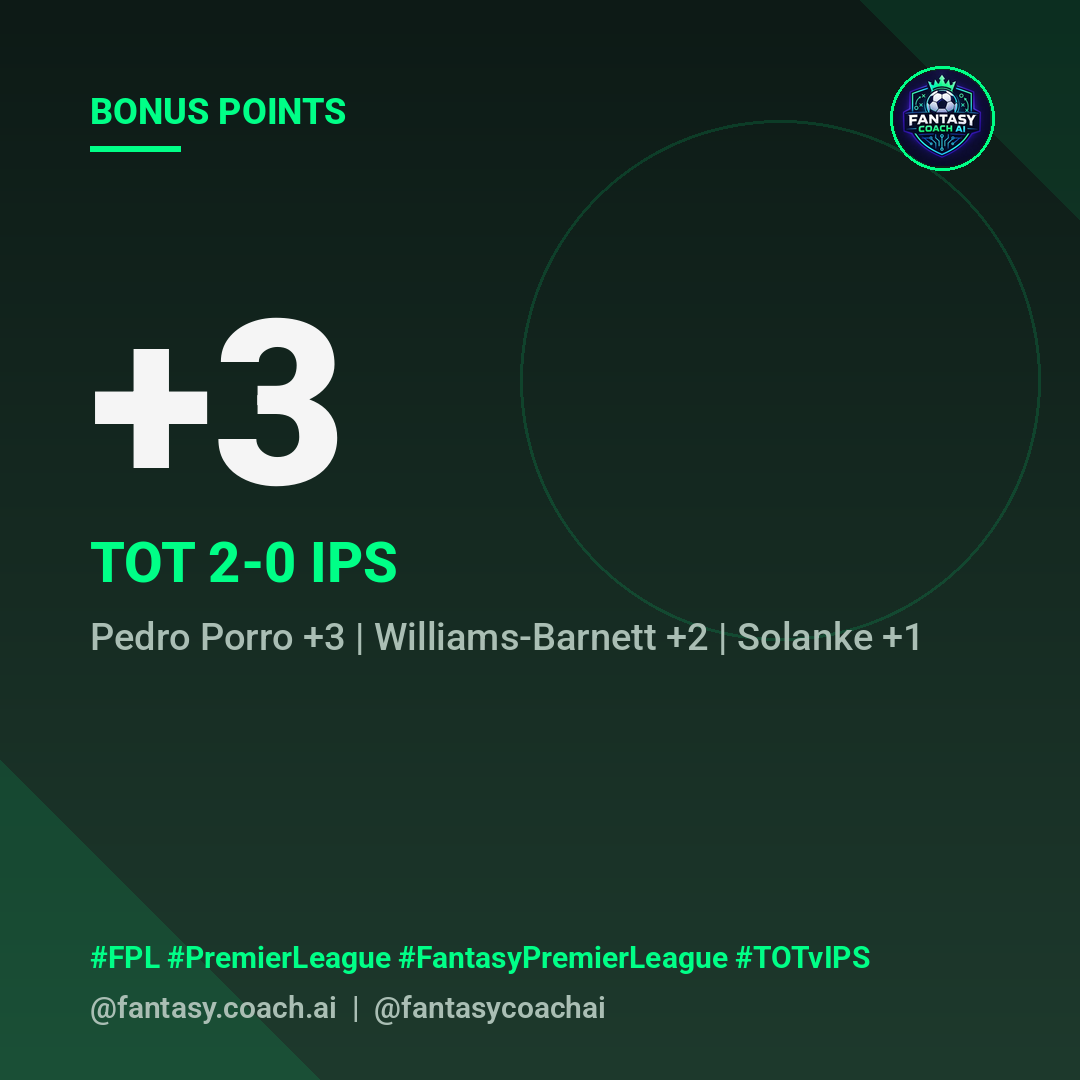 BONUS POINTS
FANTASY
COACH AI
+3
TOT 2-0 IPS
Pedro Porro +3 | Williams-Barnett +2 | Solanke +1
#FPL #PremierLeague #FantasyPremierLeague #TOTvIPS
@fantasy.coach.ai | @fantasycoachai